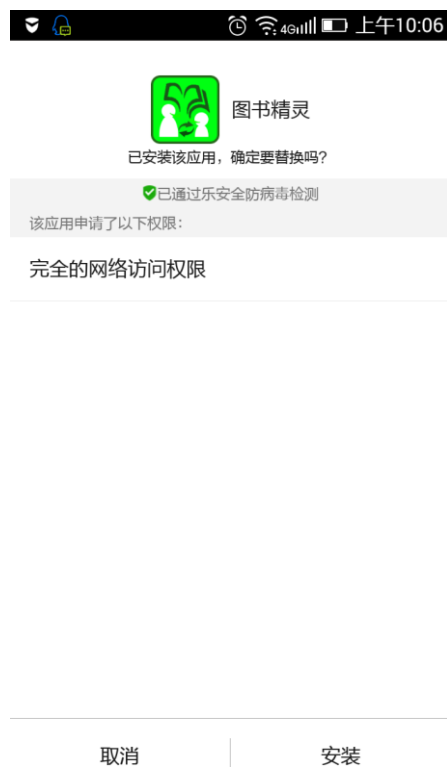 4G 上午10:06
图书精灵
已安装该应用，确定要替换吗?
已通过乐安全防病毒检测
该应用申请了以下权限：
完全的网络访问权限
取消 安装